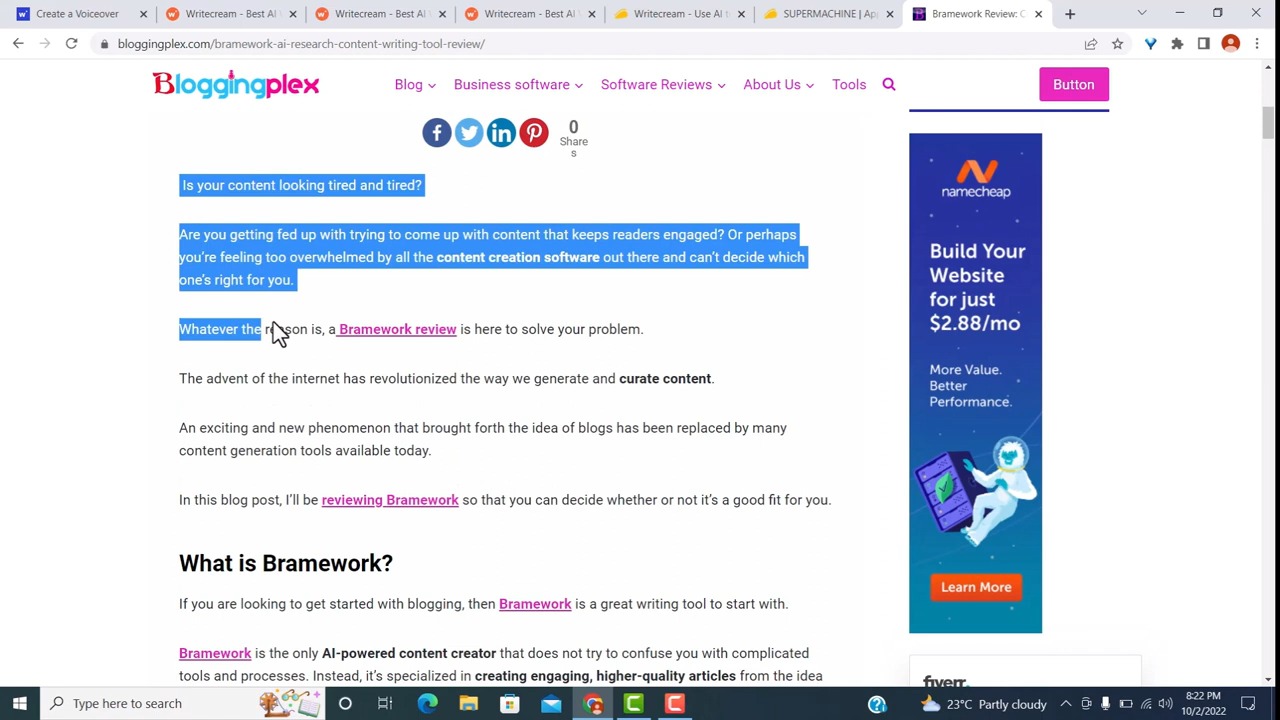 Create a Voiceover
Writecream - Best AI
Writecream - Best AI
Writecream - Best AI
Writecream - Use AI to
SUPERMACHINE | Ap
Bramework Review: C
bloggingplex.com/bramework-ai-research-content-writing-tool-review/
Bloggingplex
Blog
Business software
Software Reviews
About Us
Tools
Button
0
Share
s
Is your content looking tired and tired?
Are you getting fed up with trying to come up with content that keeps readers engaged? Or perhaps
you're feeling too overwhelmed by all the content creation software out there and can't decide which
one's right for you.
Whatever the reason is, a Bramework review is here to solve your problem.
The advent of the internet has revolutionized the way we generate and curate content.
An exciting and new phenomenon that brought forth the idea of blogs has been replaced by many
content generation tools available today.
In this blog post, I'll be reviewing Bramework so that you can decide whether or not it's a good fit for you.
What is Bramework?
If you are looking to get started with blogging, then Bramework is a great writing tool to start with.
Bramework is the only AI-powered content creator that does not try to confuse you with complicated
tools and processes. Instead, it's specialized in creating engaging, higher-quality articles from the idea
namecheap
Build Your
Website
for just
$2.88/mo
More Value.
Better
Performance.
Learn More
fiverr.
Type here to search
23°C Partly cloudy
8:22 PM
10/2/2022